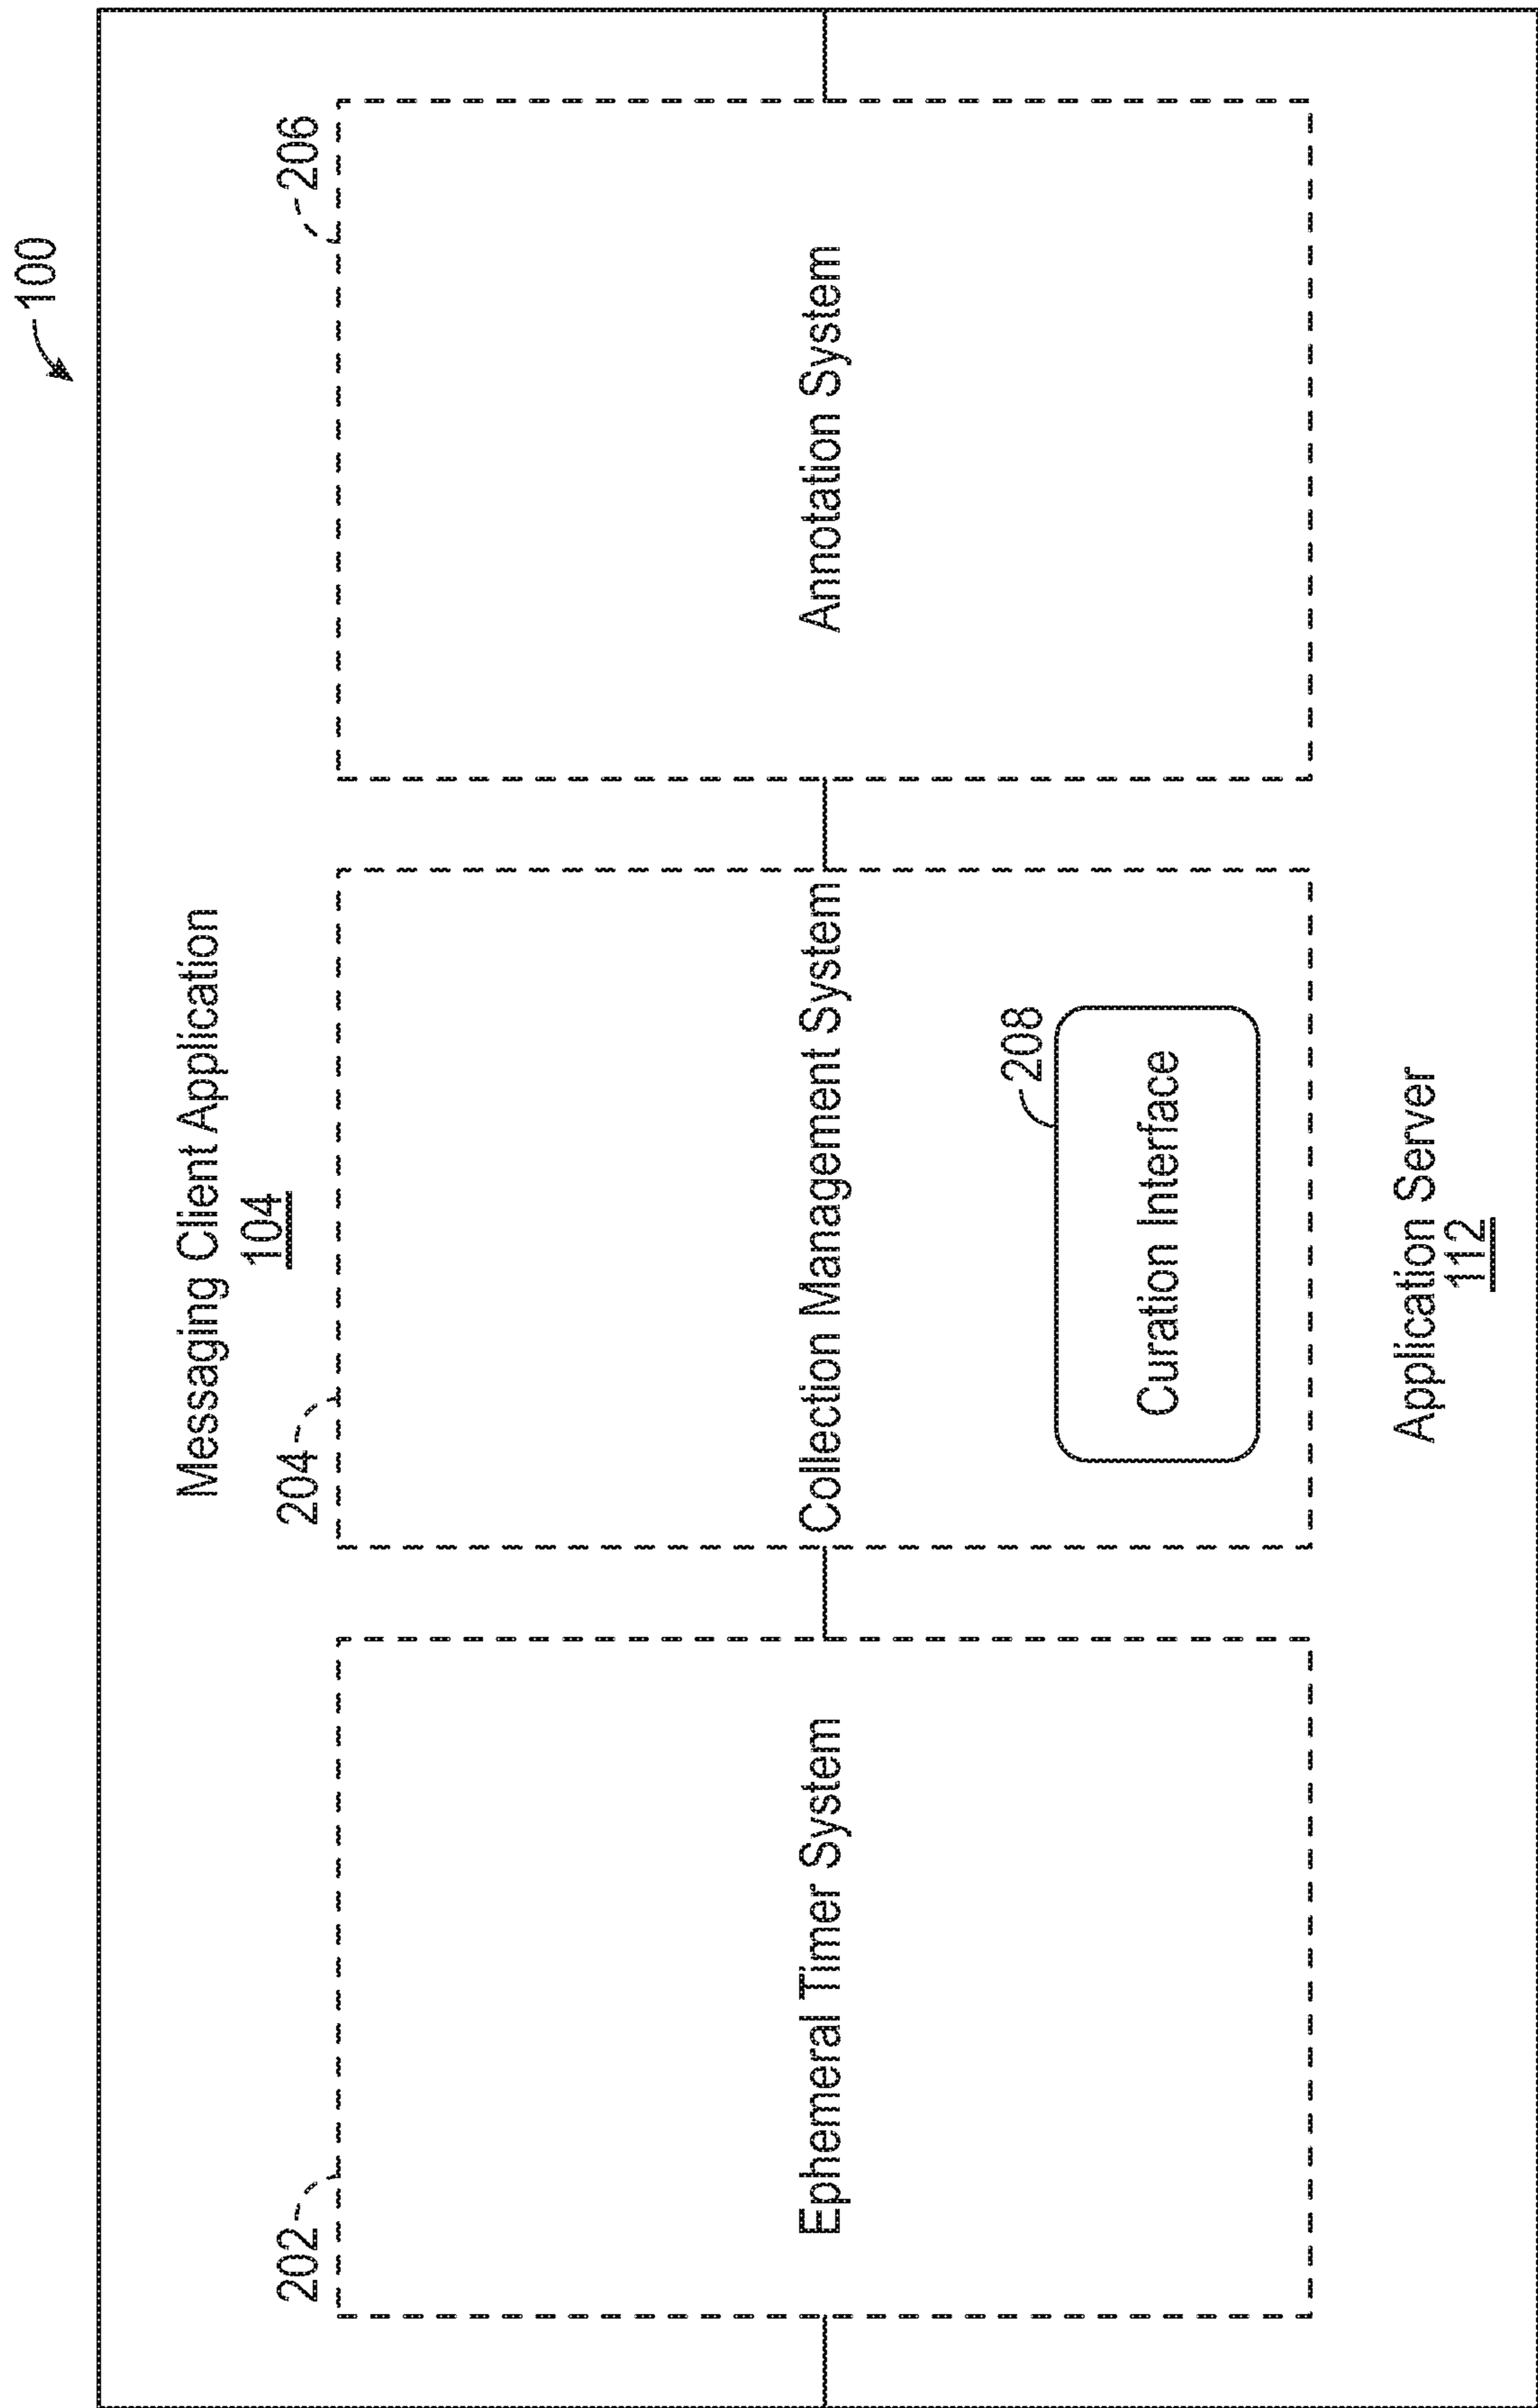 100
Messaging Client Application
104
202
204
206
Ephemeral Timer System
Collection Management System
Annotation System
208
Curation Interface
Application Server
112